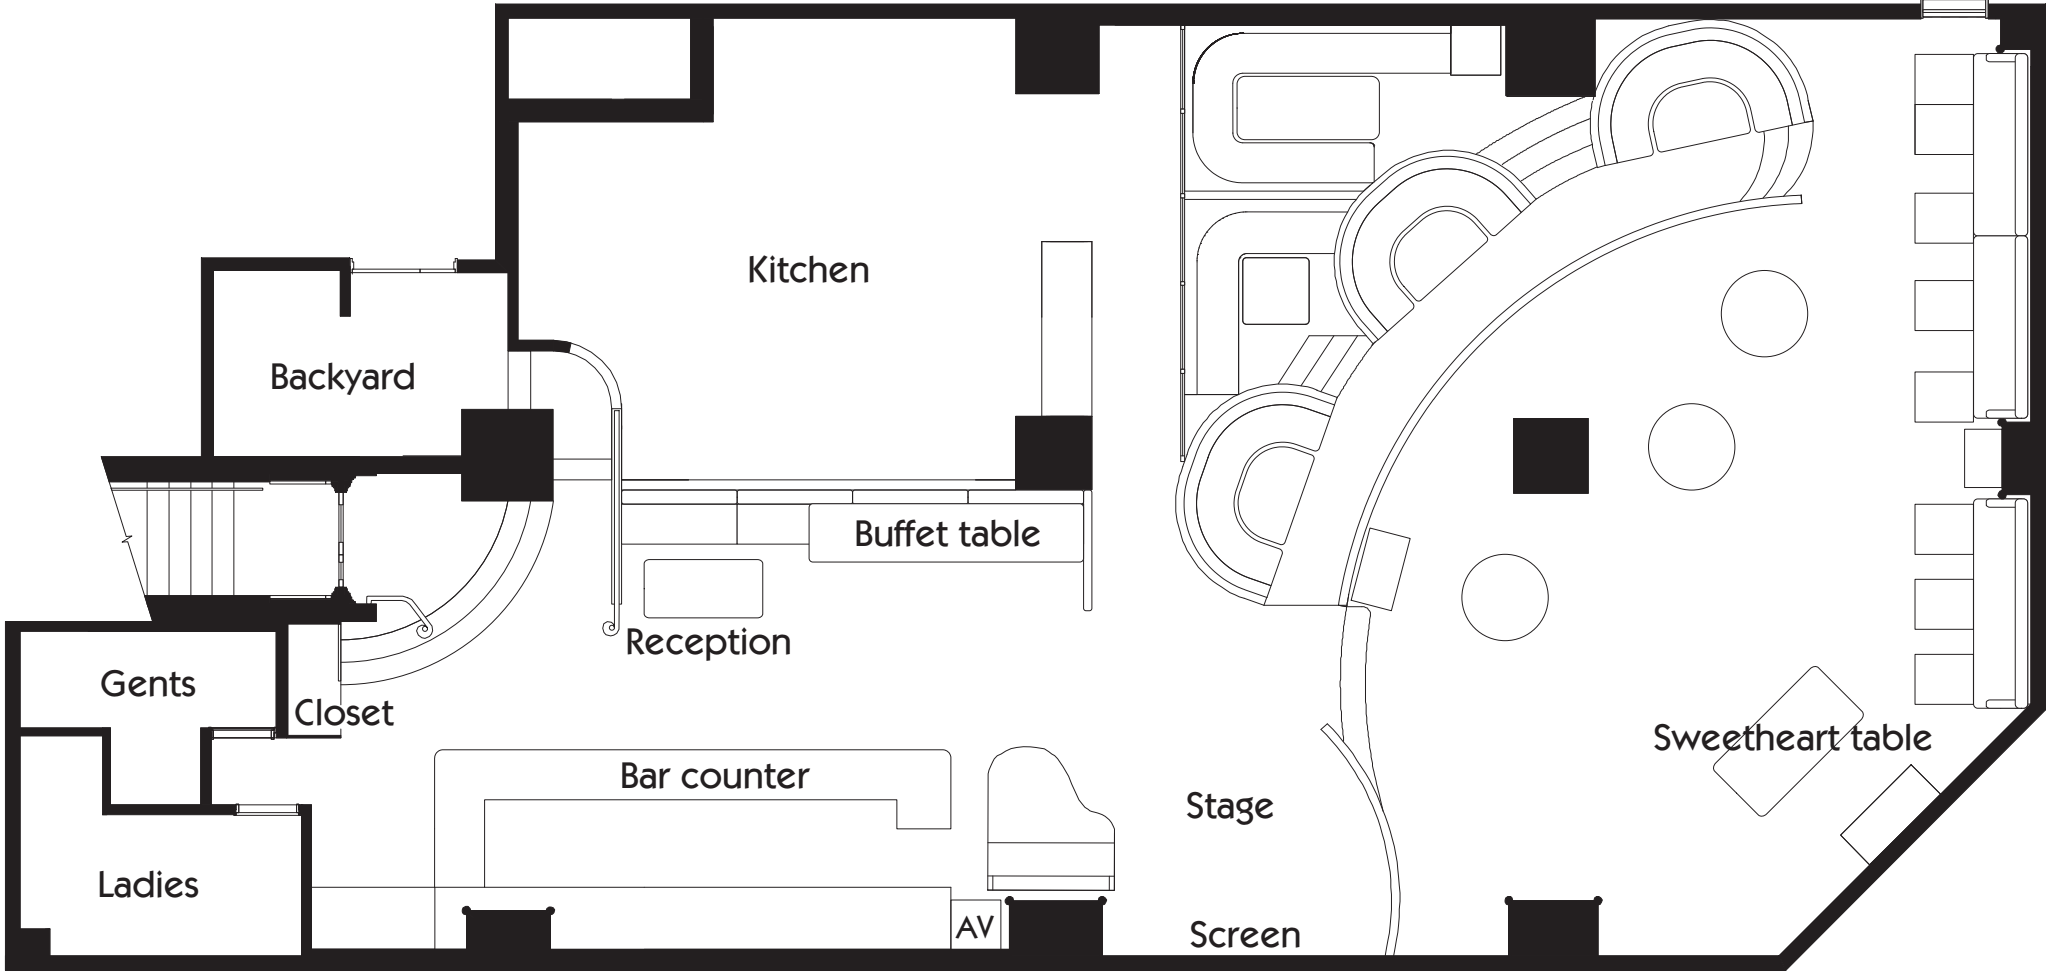 Kitchen
Backyard
Buffet table
Reception
Gents
Closet
Sweetheart table
Bar counter
Stage
Ladies
AV
Screen